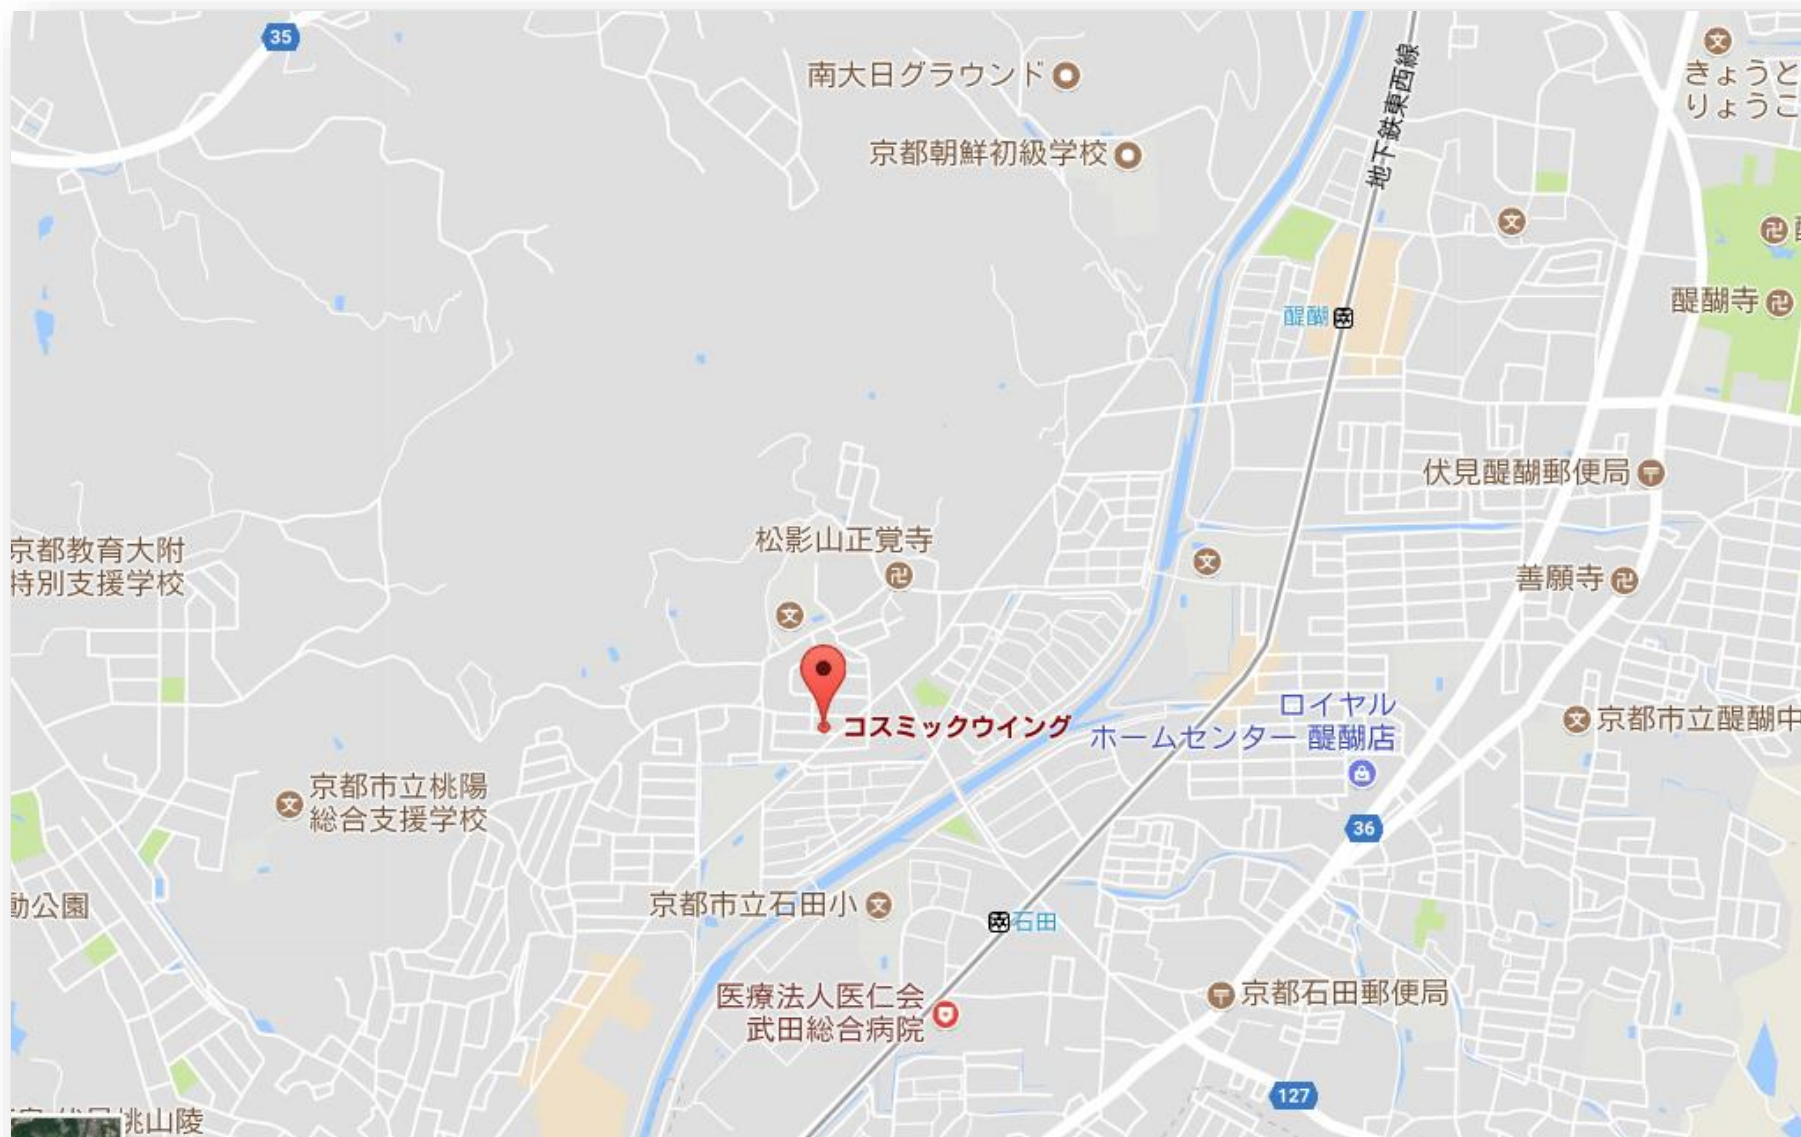 35
南大日グラウンド
京都朝鮮初級学校
地下鉄東西線
きょうと
りょうこ
醍醐
醍醐寺
伏見醍醐郵便局
京都教育大附
特別支援学校
松影山正覚寺
善願寺
コスミックウイング
ロイヤル
ホームセンター 醍醐店
京都市立醍醐中
京都市立桃陽
総合支援学校
36
動公園
京都市立石田小
石田
医療法人医仁会
武田総合病院
京都石田郵便局
127
桃山陵